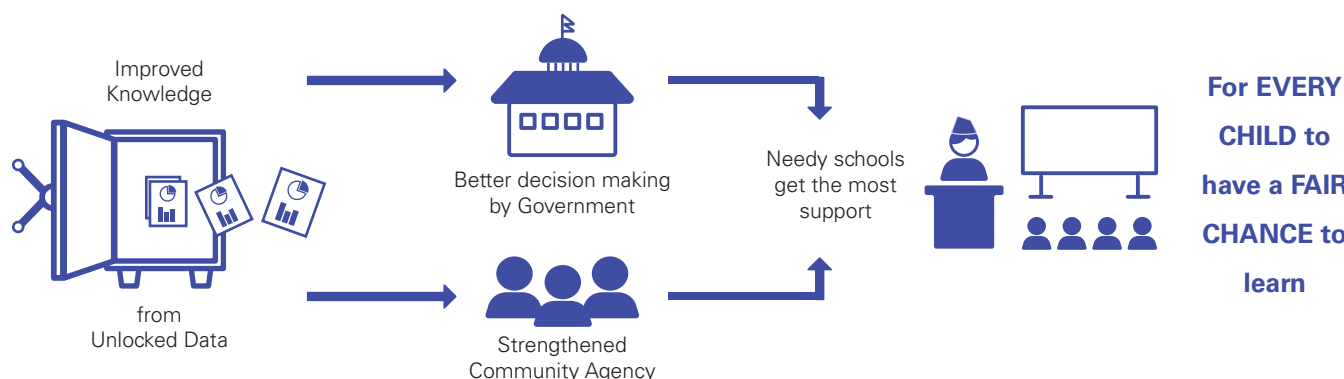 Improved
Knowledge
from
Unlocked Data
Better decision making
by Government
Strengthened
Community Agency
Needy schools
get the most
support
For EVERY
CHILD to
have a FAIR
CHANCE to
learn